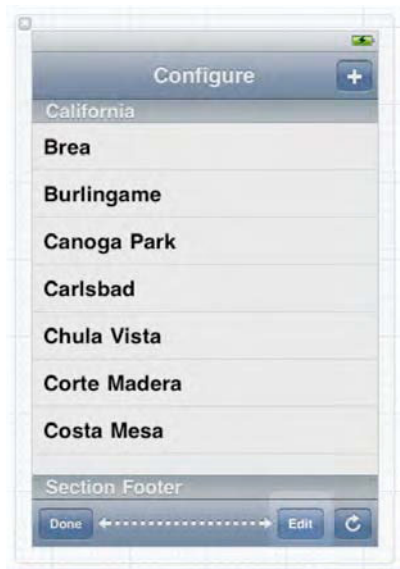 Configure
+
California
Brea
Burlingame
Canoga Park
Carlsbad
Chula Vista
Corte Madera
Costa Mesa
Section Footer
Done Edit